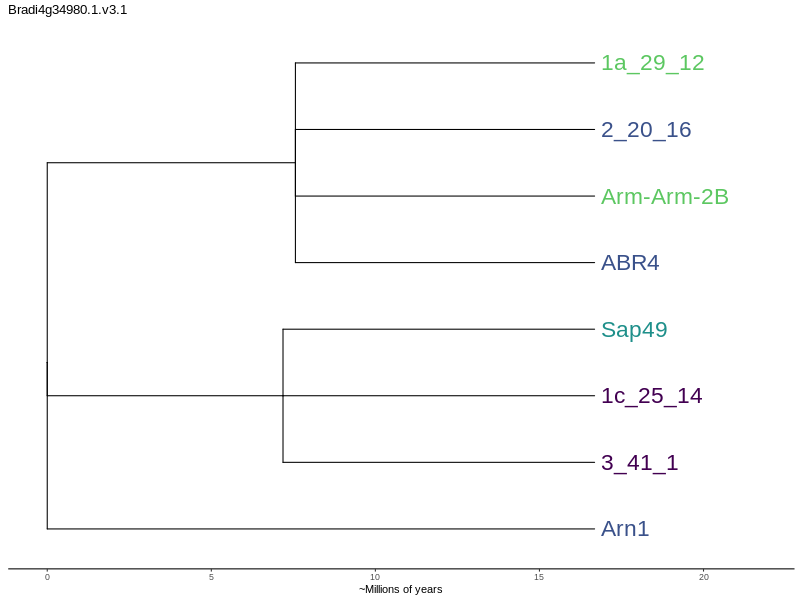 Bradi4g34980.1.v3.1
1a_29_12
2_20_16
Arm-Arm-2B
ABR4
Sap49
1c_25_14
3_41_1
Arn1
0 5 10 15 20
~Millions of years